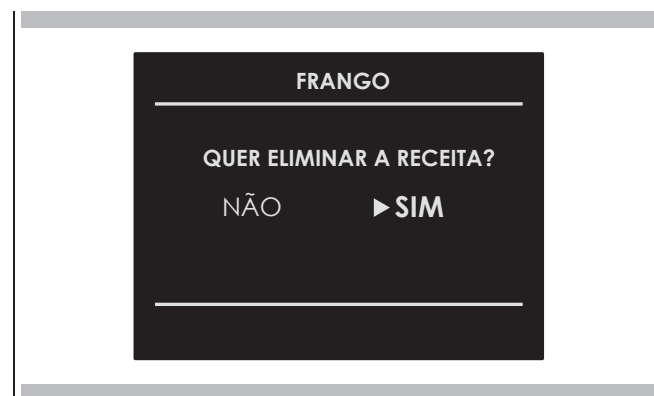 FRANGO
QUER ELIMINAR A RECEITA?
NÃO ▶SIM